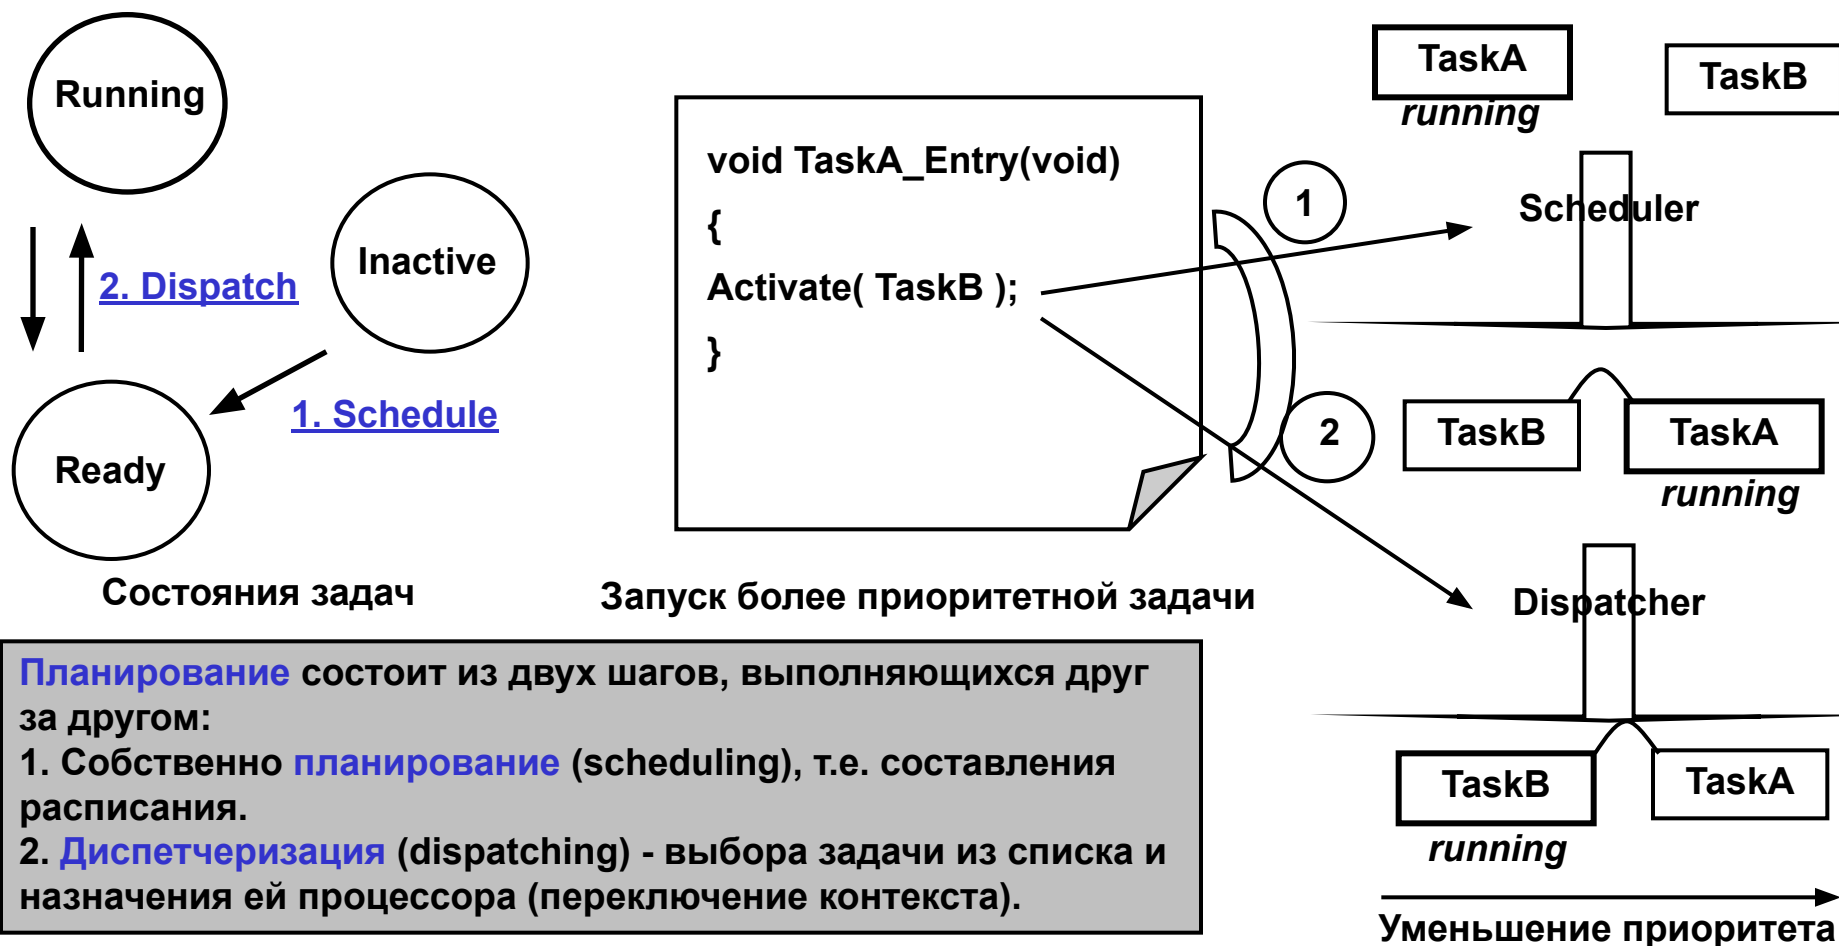 Running
Inactive
2. Dispatch
1. Schedule
Ready
Состояния задач
void TaskA_Entry(void)
{
Activate( TaskB );
}
Запуск более приоритетной задачи
1
2
TaskA
running
TaskB
Scheduler
TaskB
TaskA
running
Dispatcher
TaskB
running
TaskA
Уменьшение приоритета
Планирование состоит из двух шагов, выполняющихся друг
за другом:
1. Собственно планирование (scheduling), т.е. составления
расписания.
2. Диспетчеризация (dispatching) - выбора задачи из списка и
назначения ей процессора (переключение контекста).